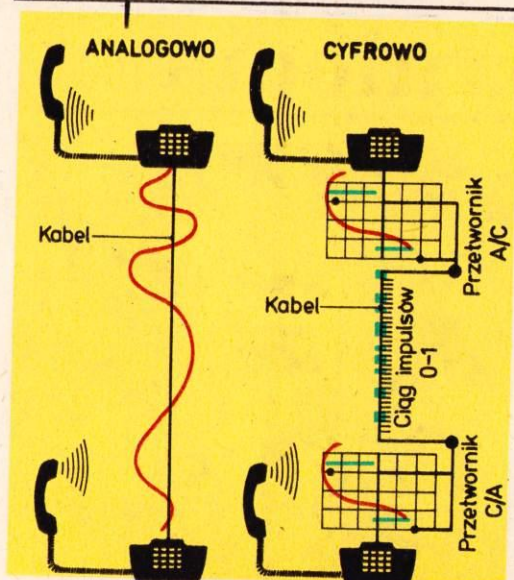 ANALOGOWO
CYFROWO
Kabel
Przetwornik
A/C
Kabel
Ciąg impulsów
0-1
Przetwornik
C/A